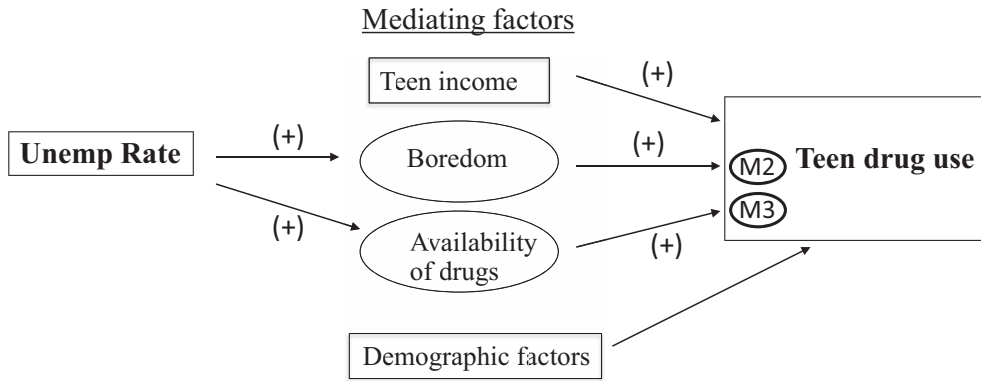 Mediating factors
Teen income
(+)
Unemp Rate
(+)
Boredom
(+)
M2
Teen drug use
M3
(+)
Availability
of drugs
(+)
Demographic factors